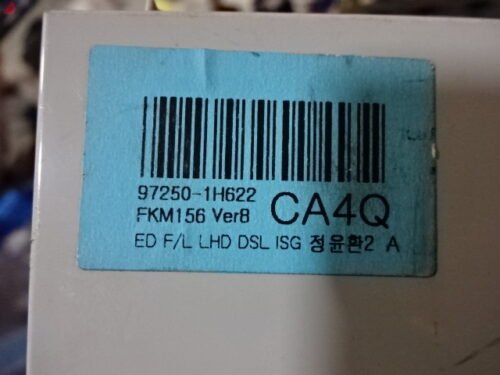 97250-1H622
FKM156 Ver8 CA4Q
ED F/L LHD DSL ISG 정윤환2 A